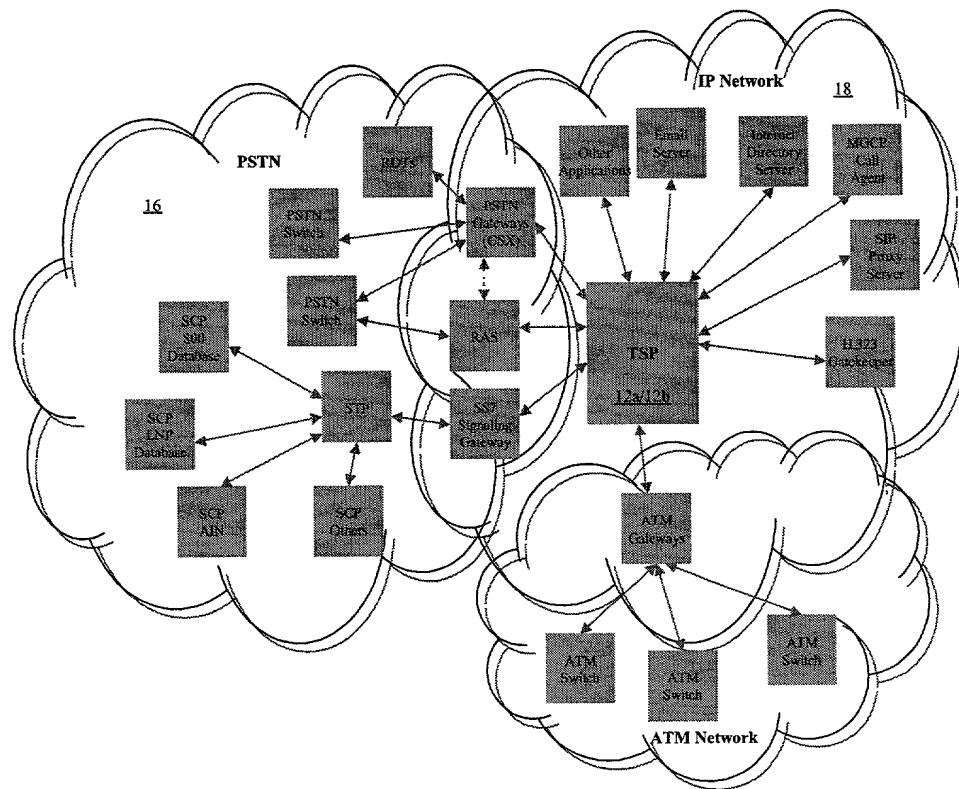 IP Network
18
PSTN
16
RDTs
Other
Applications
Email
Server
Internet
Directory
Server
MGCP
Call
Agent
PSTN
Switch
PSTN
Gateways
(CSX)
SIP
Proxy
Server
PSTN
Switch
RAS
TSP
12a/12b
H.323
Gatekeeper
SCP
800
Database
SCP
LNP
Database
STP
SS7
Signaling
Gateway
SCP
AIN
SCP
Others
ATM
Gateways
ATM
Switch
ATM
Switch
ATM
Switch
ATM Network